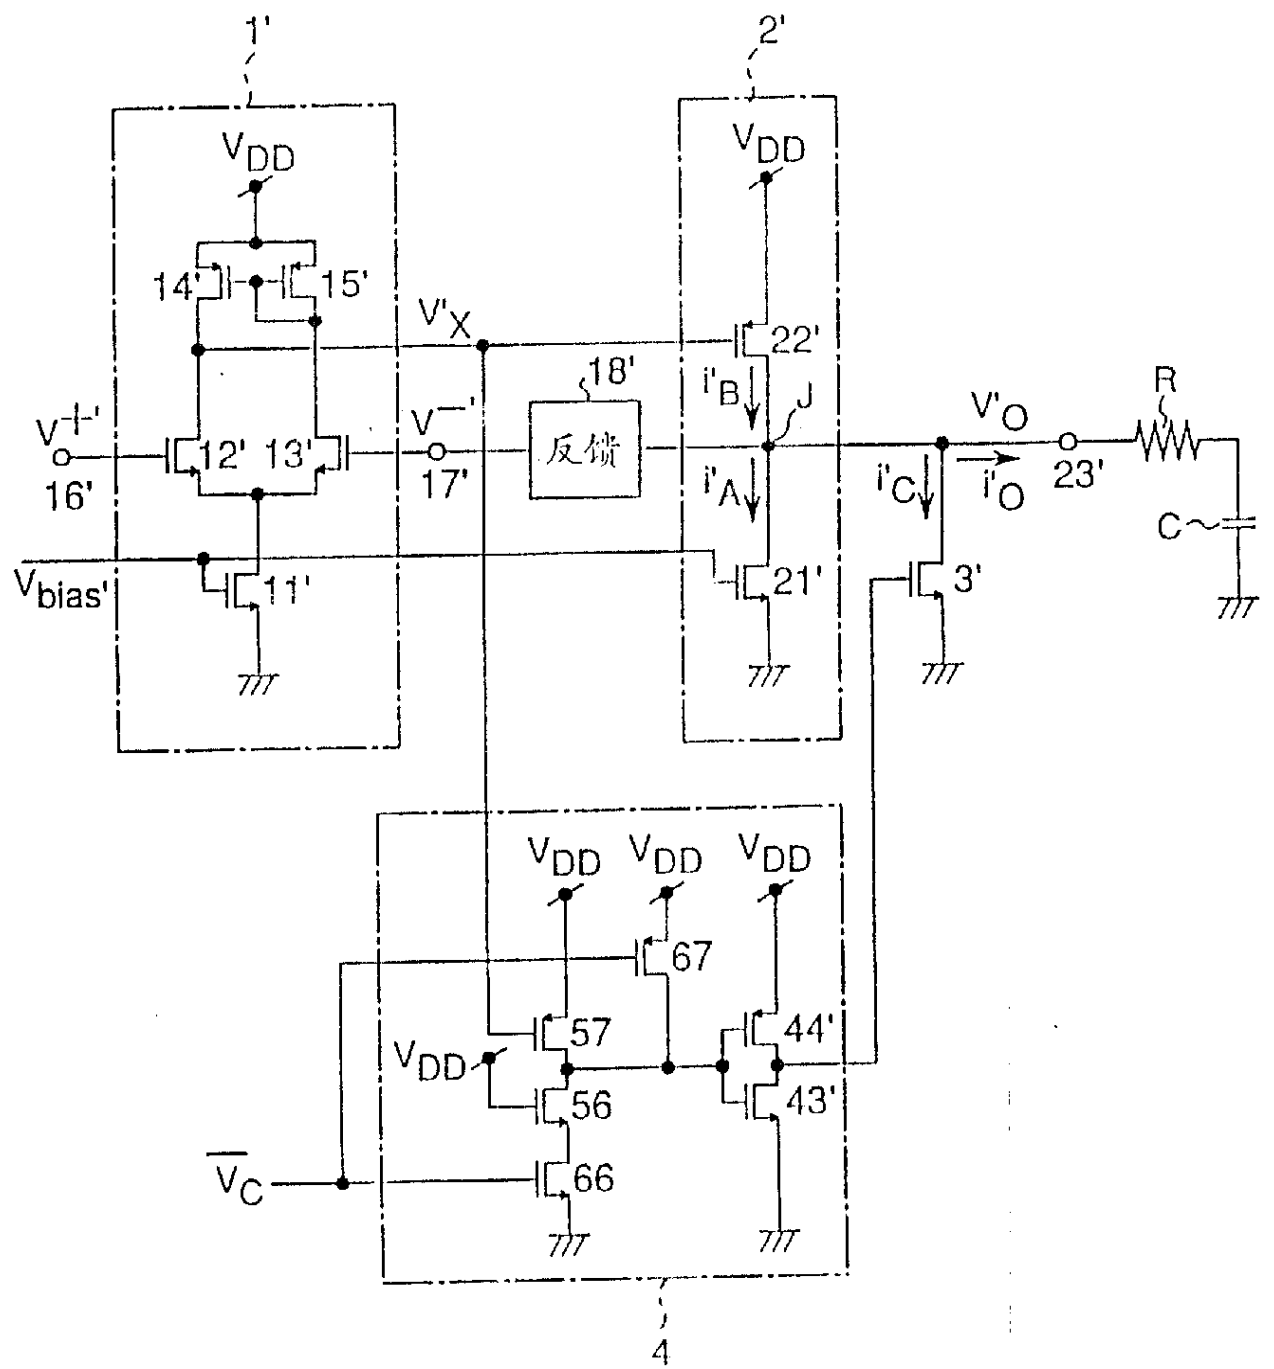 1'
2'
VDD
VDD
14'
15'
V'X
22'
18'
i'B
J
R
V+'
12'
13'
V-'
反馈
V'O
16'
17'
i'A
i'C
i'O
23'
C
Vbias'
11'
21'
3'
VDD
VDD
VDD
67
57
44'
VDD
56
43'
V̅C
66
4